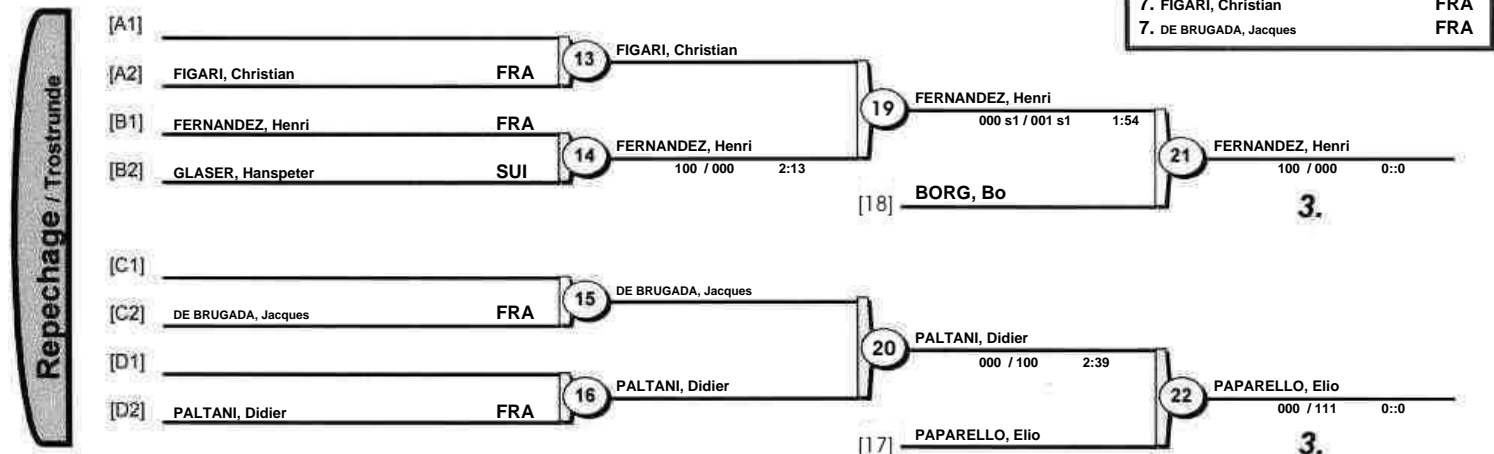 7. FIGARI, Christian FRA
7. DE BRUGADA, Jacques FRA
Repechage / Trostrunde
[A1]
[A2] FIGARI, Christian FRA
13 FIGARI, Christian
[B1] FERNANDEZ, Henri FRA
[B2] GLASER, Hanspeter SUI
14 FERNANDEZ, Henri
100 / 000 2:13
19 FERNANDEZ, Henri
000 s1 / 001 s1 1:54
[18] BORG, Bo
21 FERNANDEZ, Henri
100 / 000 0::0
3.
[C1]
[C2] DE BRUGADA, Jacques FRA
15 DE BRUGADA, Jacques
[D1]
[D2] PALTANI, Didier FRA
16 PALTANI, Didier
20 PALTANI, Didier
000 / 100 2:39
[17] PAPARELLO, Elio
22 PAPARELLO, Elio
000 / 111 0::0
3.